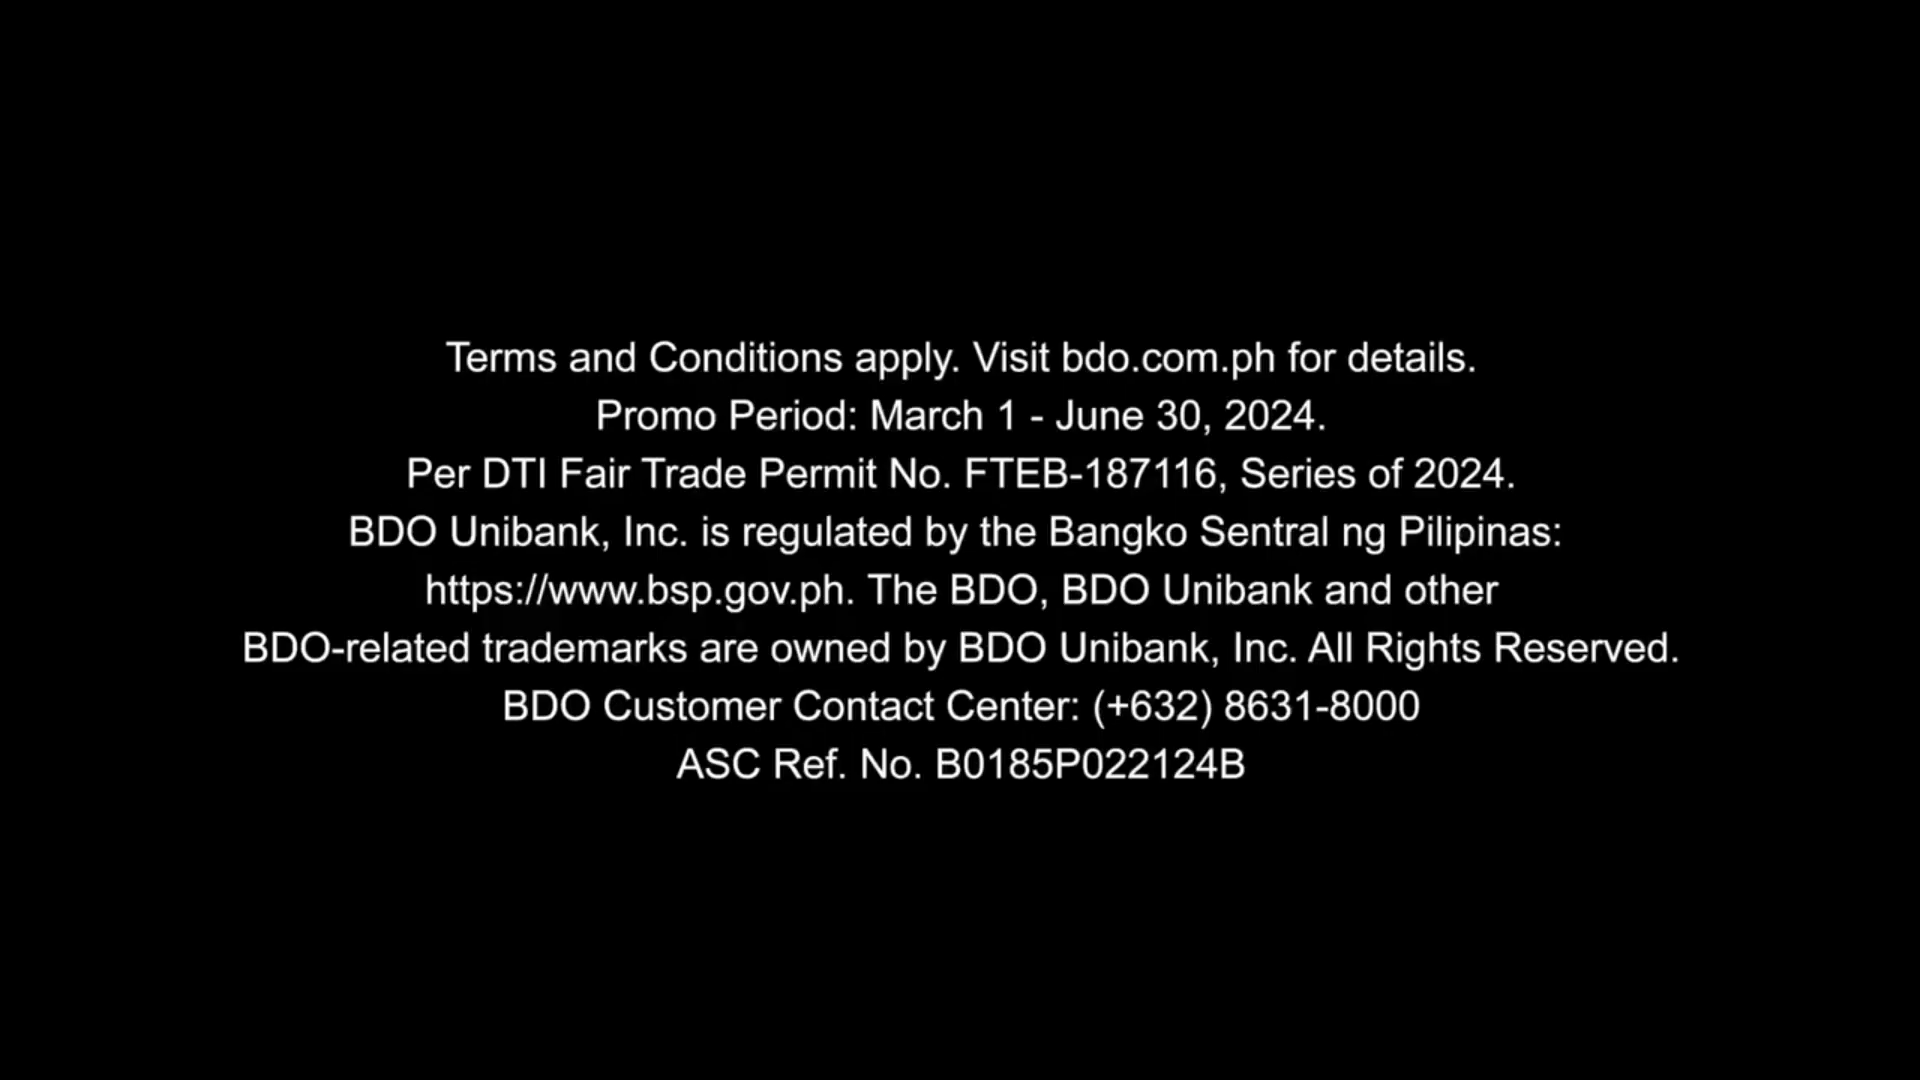 Terms and Conditions apply. Visit bdo.com.ph for details.
Promo Period: March 1 - June 30, 2024.
Per DTI Fair Trade Permit No. FTEB-187116, Series of 2024.
BDO Unibank, Inc. is regulated by the Bangko Sentral ng Pilipinas:
https://www.bsp.gov.ph. The BDO, BDO Unibank and other
BDO-related trademarks are owned by BDO Unibank, Inc. All Rights Reserved.
BDO Customer Contact Center: (+632) 8631-8000
ASC Ref. No. B0185P022124B